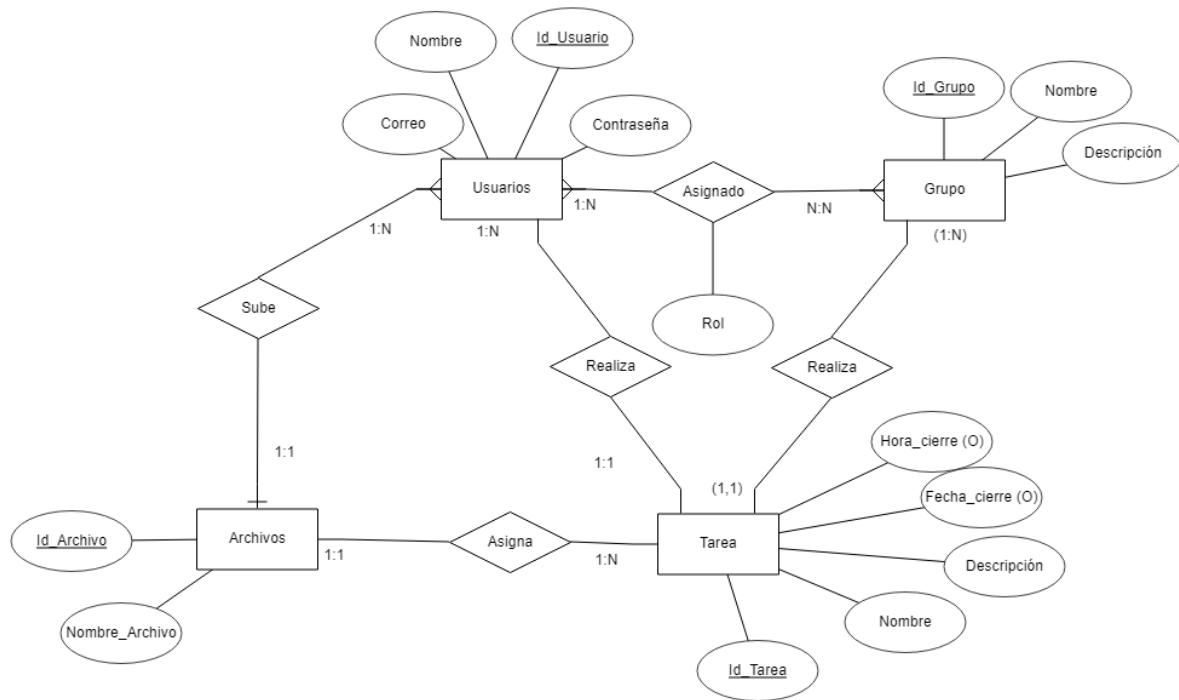 Nombre
Id_Usuario
Id_Grupo
Nombre
Correo
Contraseña
Descripción
Usuarios
Asignado
Grupo
1:N
1:N
1:N
N:N
(1:N)
Sube
Rol
Realiza
Realiza
Hora_cierre (O)
1:1
1:1
(1,1)
Fecha_cierre (O)
Id_Archivo
Archivos
1:1
Asigna
1:N
Tarea
Descripción
Nombre_Archivo
Nombre
Id_Tarea